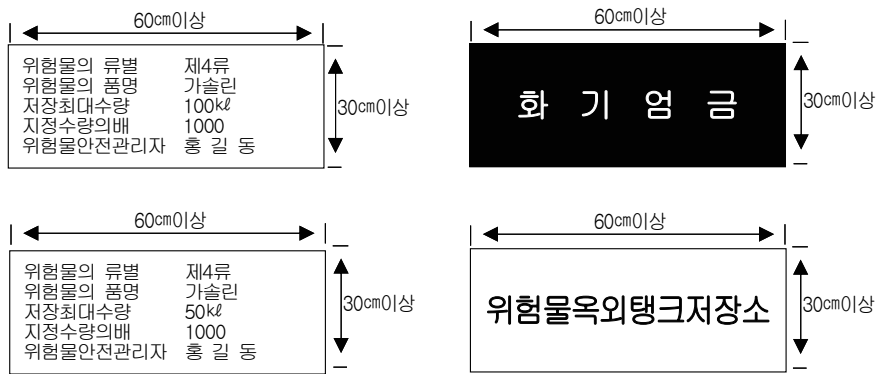 60㎝이상
위험물의 류별 제4류
위험물의 품명 가솔린
저장최대수량 100㎘
지정수량의배 1000
위험물안전관리자 홍 길 동
30㎝이상
60㎝이상
화 기 엄 금
30㎝이상
60㎝이상
위험물의 류별 제4류
위험물의 품명 가솔린
저장최대수량 50㎘
지정수량의배 1000
위험물안전관리자 홍 길 동
30㎝이상
60㎝이상
위험물옥외탱크저장소
30㎝이상